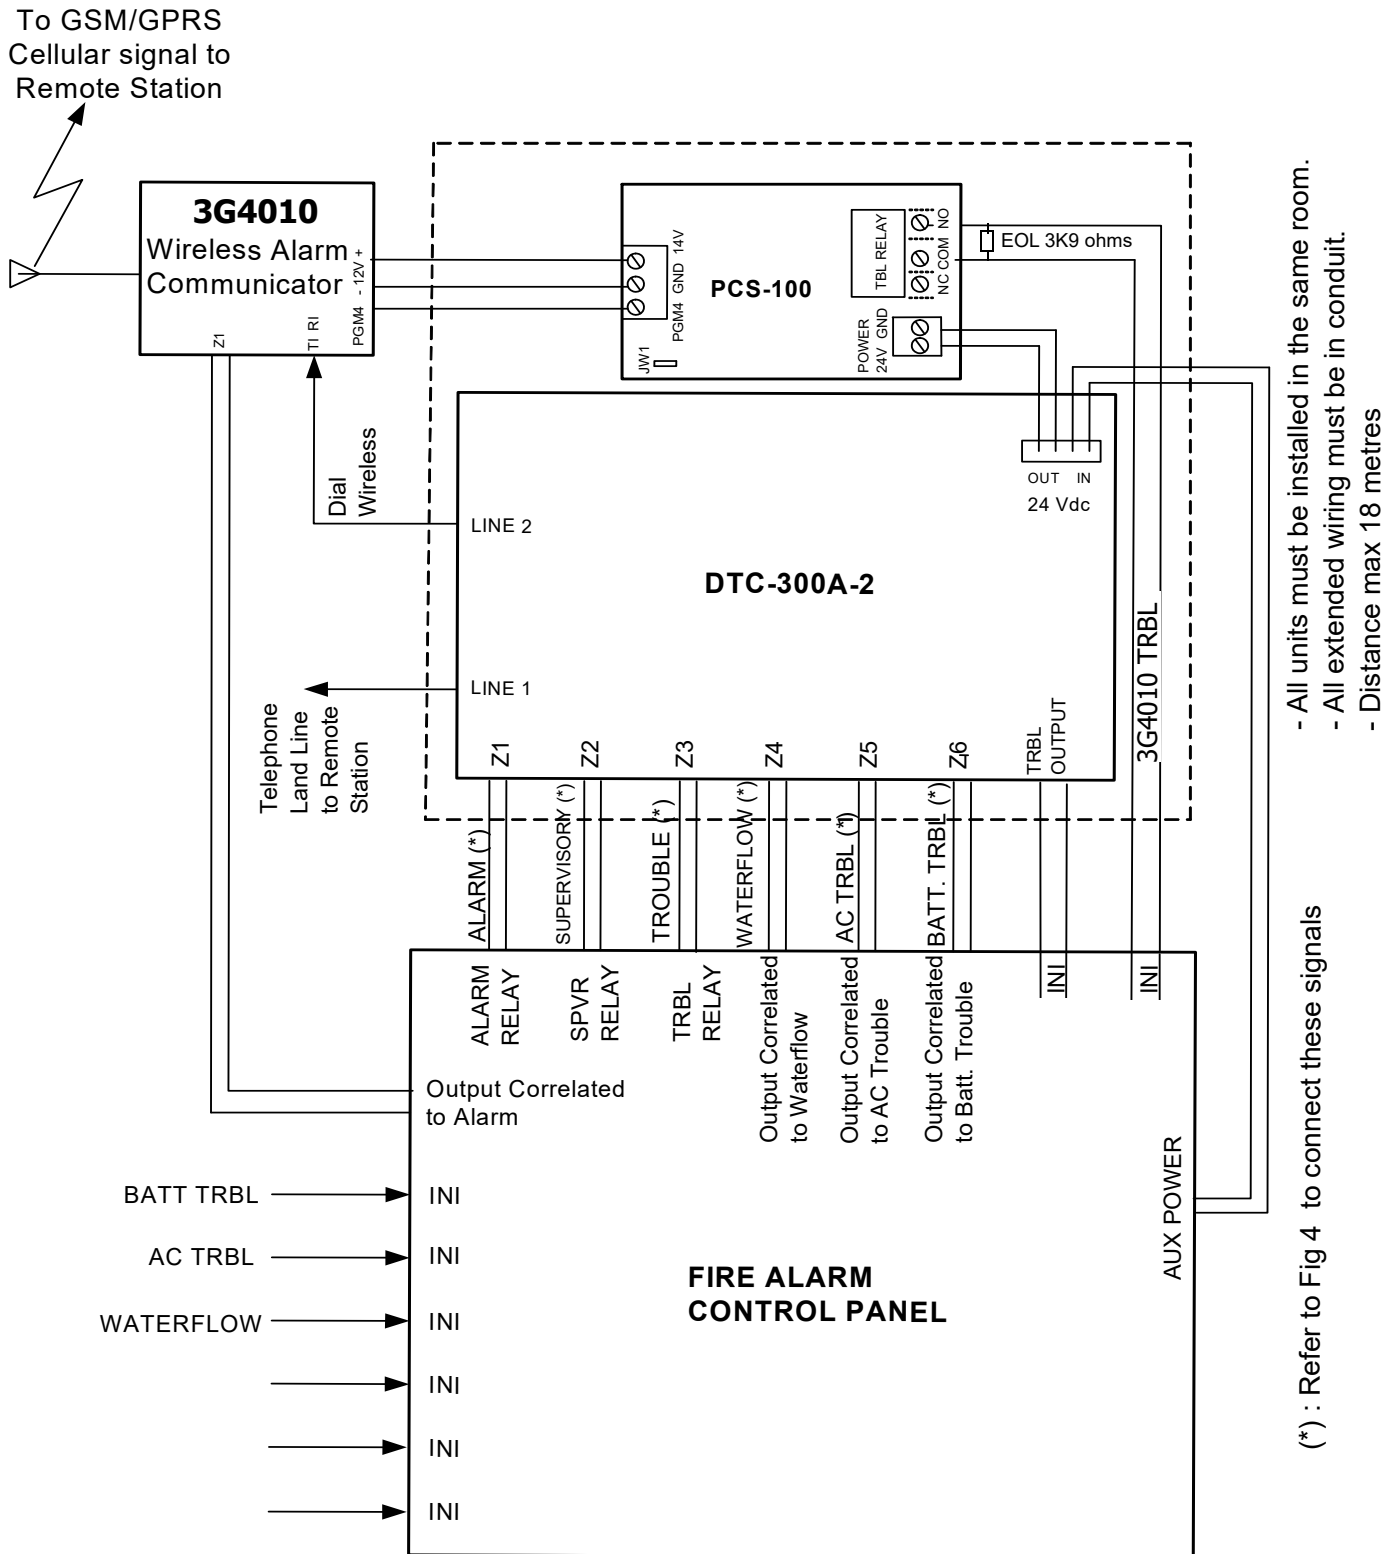 To GSM/GPRS
Cellular signal to
Remote Station
3G4010
Wireless Alarm
Communicator
Z1
TI RI
PGM4 - 12V +
PGM4 GND 14V
JW1
PCS-100
TBL RELAY
NC COM NO
EOL 3K9 ohms
POWER
24V GND
Dial
Wireless
LINE 2
OUT IN
24 Vdc
DTC-300A-2
LINE 1
Telephone
Land Line
to Remote
Station
Z1
Z2
Z3
Z4
Z5
Z6
TRBL
OUTPUT
3G4010 TRBL
ALARM (*)
SUPERVISORY (*)
TROUBLE (*)
WATERFLOW (*)
AC TRBL (*)
BATT. TRBL (*)
ALARM
RELAY
SPVR
RELAY
TRBL
RELAY
Output Correlated
to Waterflow
Output Correlated
to AC Trouble
Output Correlated
to Batt. Trouble
INI
INI
Output Correlated
to Alarm
BATT TRBL
INI
AC TRBL
INI
WATERFLOW
INI
INI
INI
INI
FIRE ALARM
CONTROL PANEL
AUX POWER
- All units must be installed in the same room.
- All extended wiring must be in conduit.
- Distance max 18 metres
(*) : Refer to Fig 4 to connect these signals